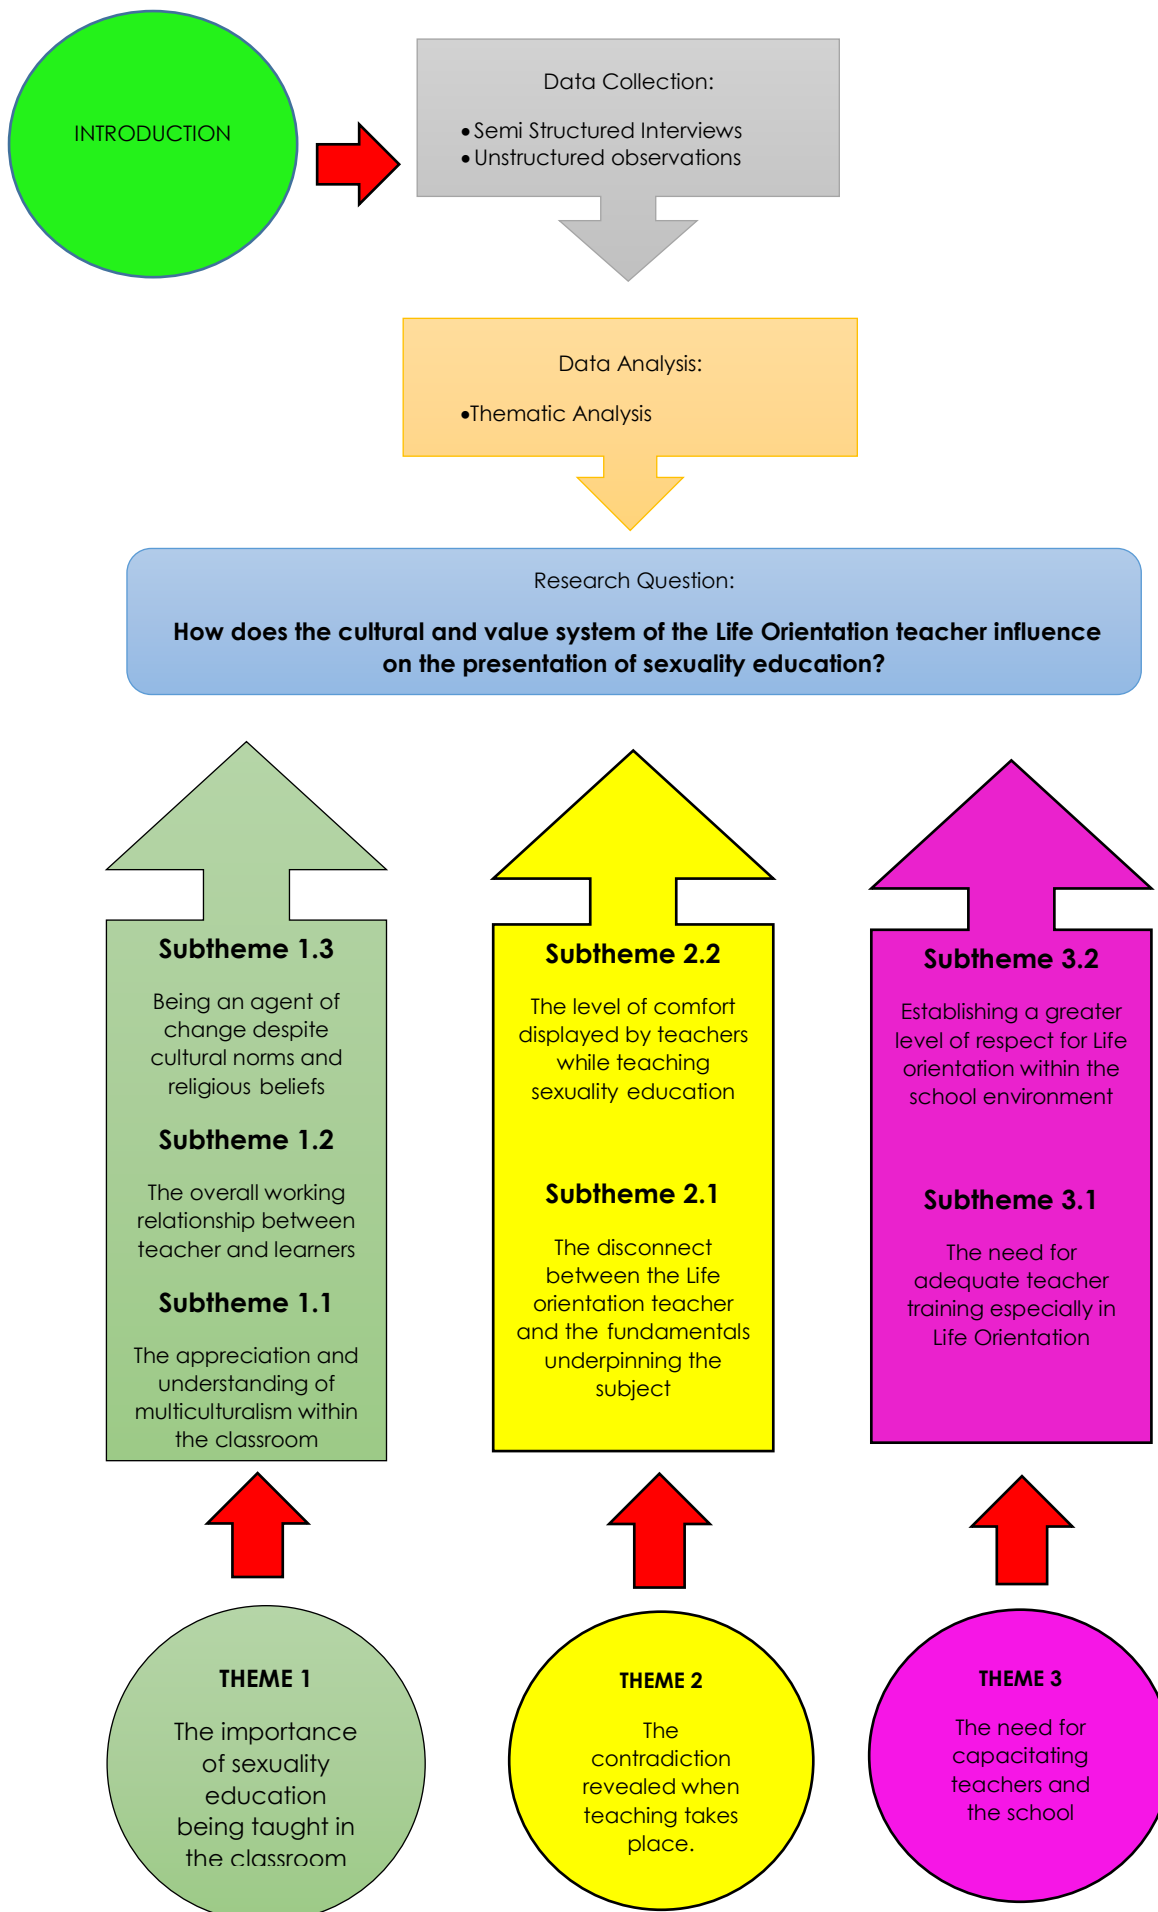 INTRODUCTION
Data Collection:
• Semi Structured Interviews
• Unstructured observations
Data Analysis:
•Thematic Analysis
Research Question:
How does the cultural and value system of the Life Orientation teacher influence
on the presentation of sexuality education?
Subtheme 1.3
Being an agent of
change despite
cultural norms and
religious beliefs
Subtheme 1.2
The overall working
relationship between
teacher and learners
Subtheme 1.1
The appreciation and
understanding of
multiculturalism within
the classroom
Subtheme 2.2
The level of comfort
displayed by teachers
while teaching
sexuality education
Subtheme 2.1
The disconnect
between the Life
orientation teacher
and the fundamentals
underpinning the
subject
Subtheme 3.2
Establishing a greater
level of respect for Life
orientation within the
school environment
Subtheme 3.1
The need for
adequate teacher
training especially in
Life Orientation
THEME 1
The importance
of sexuality
education
being taught in
the classroom
THEME 2
The
contradiction
revealed when
teaching takes
place.
THEME 3
The need for
capacitating
teachers and
the school